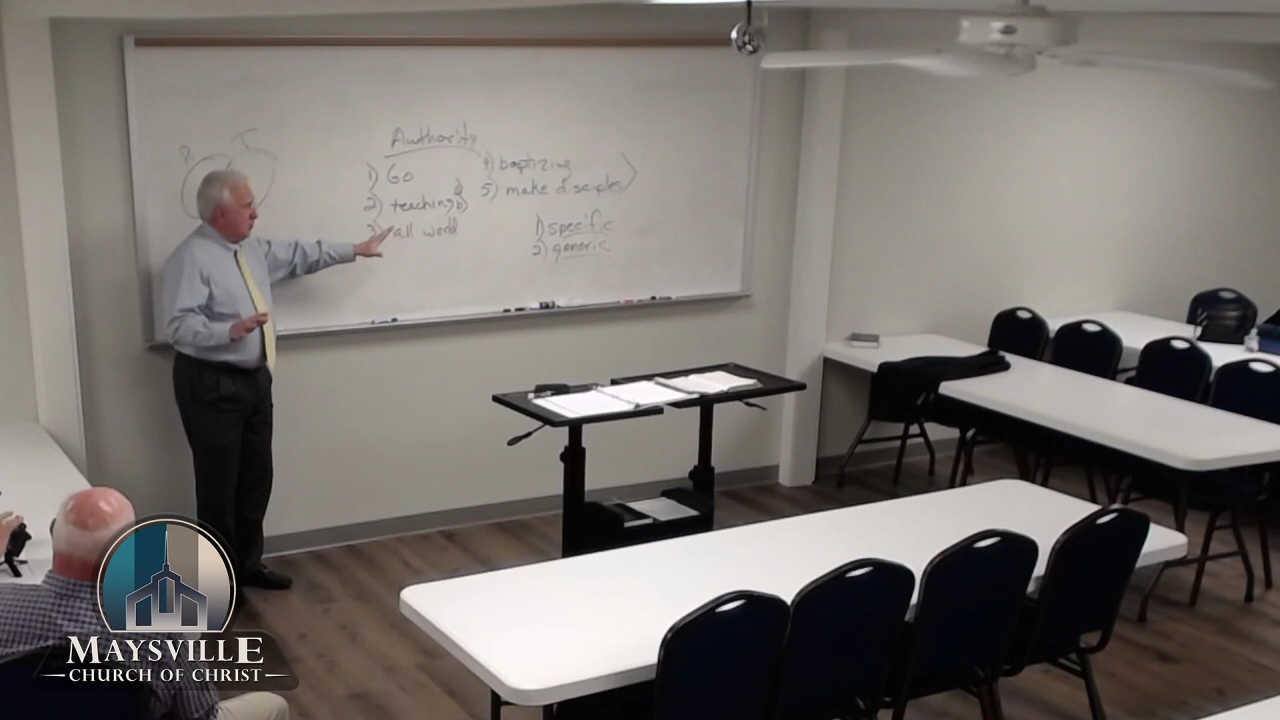 Authority
1) Go
2) teaching a) b)
3) all world
4) baptizing
5) make disciples
1) specific
2) generic
MAYSVILLE
CHURCH OF CHRIST